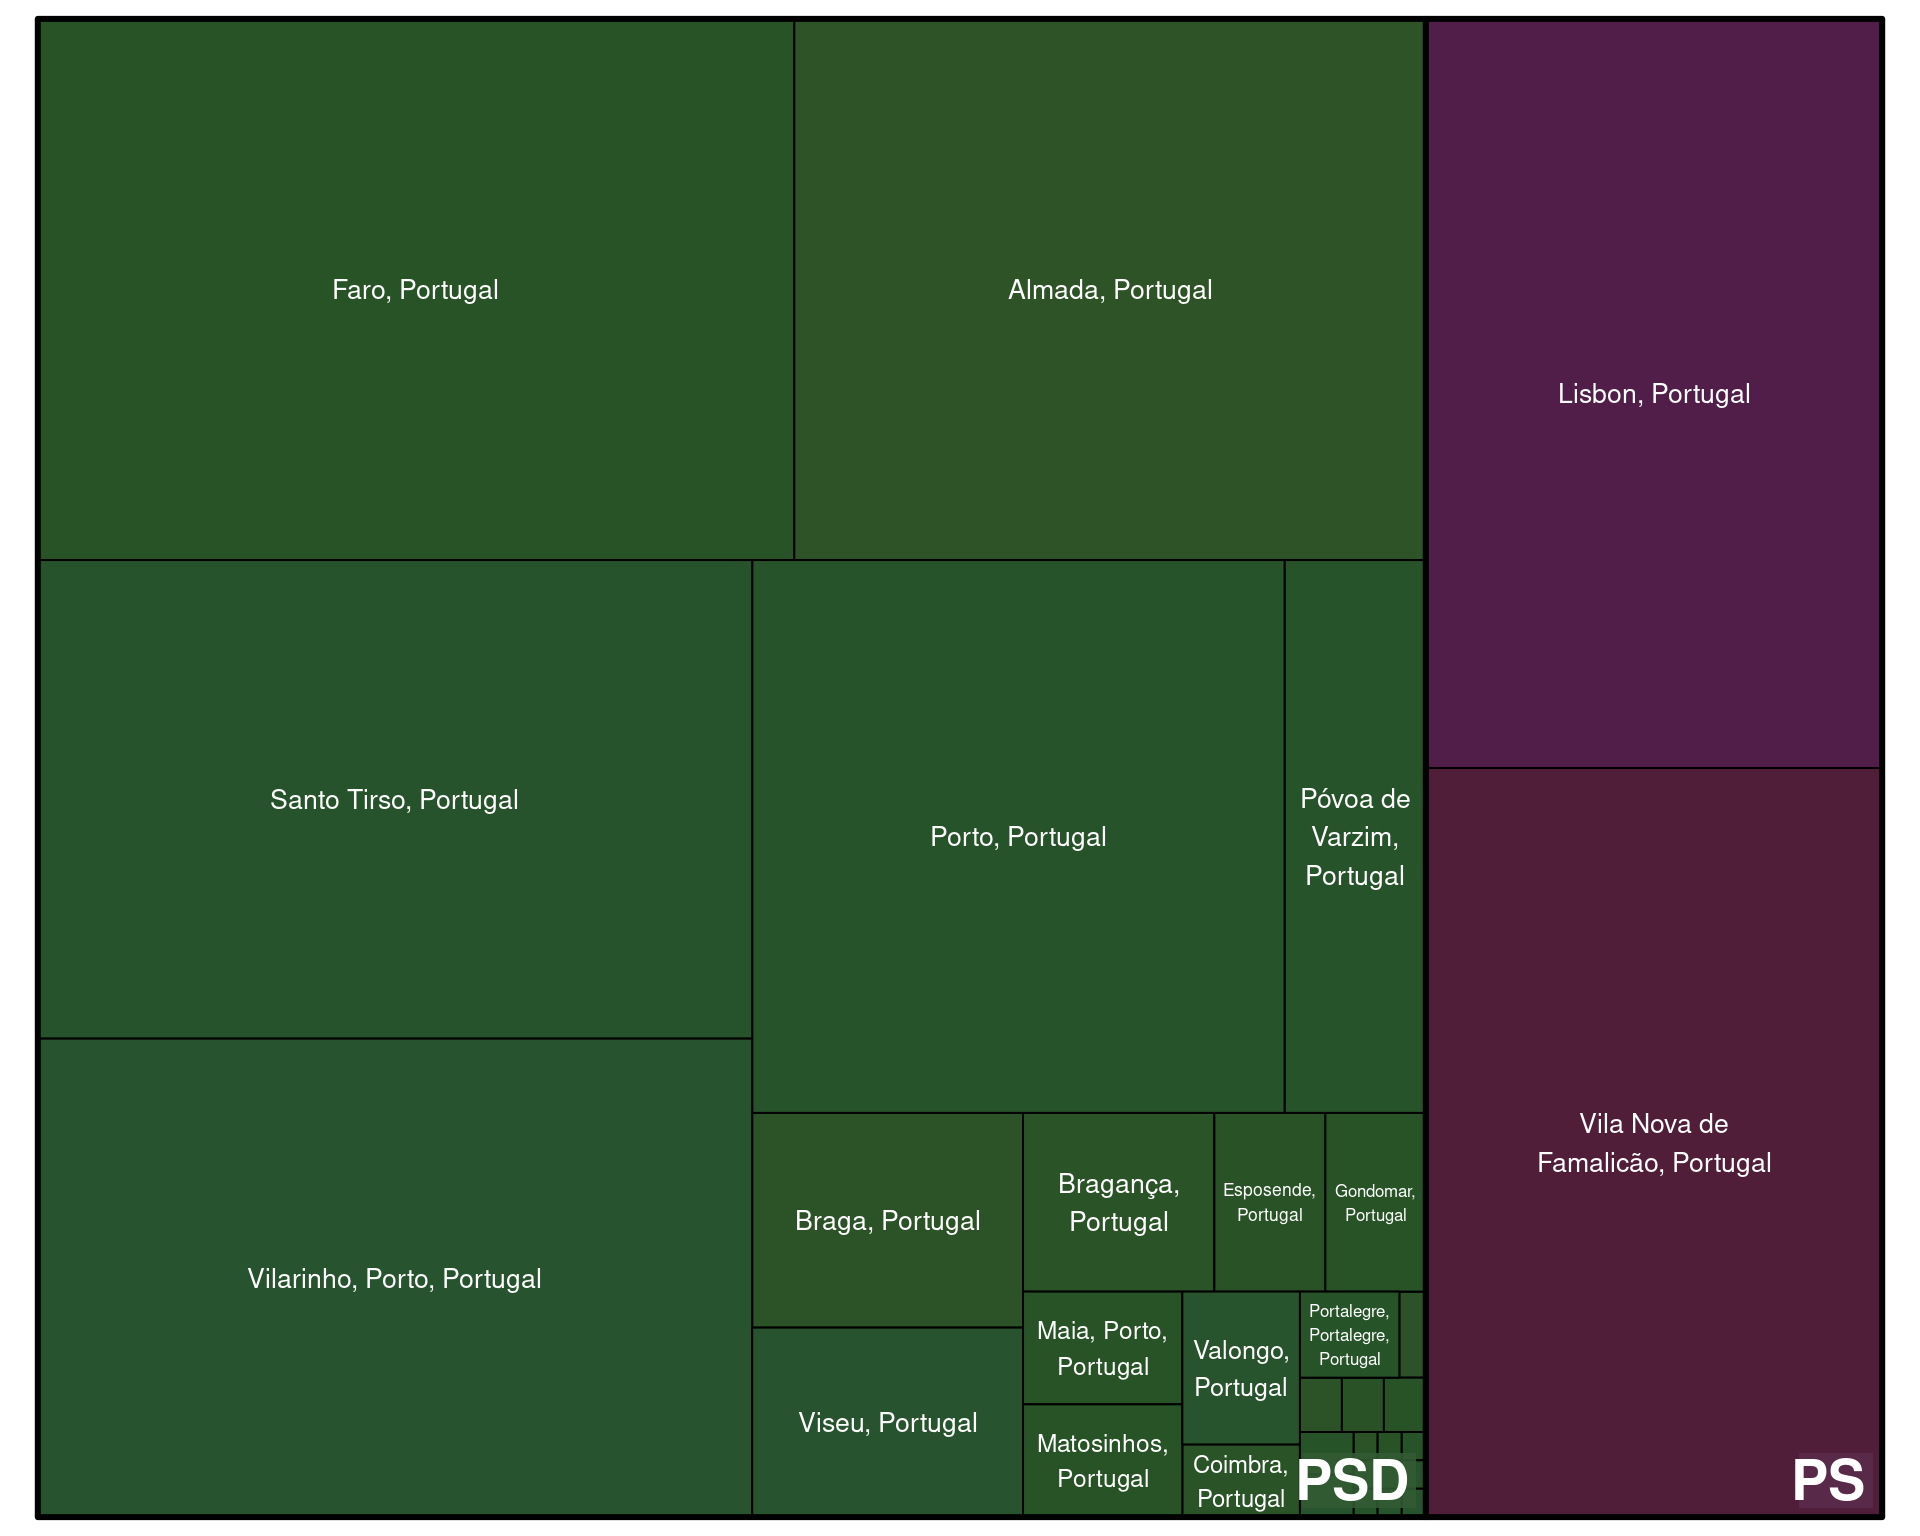 Faro, Portugal
Almada, Portugal
Lisbon, Portugal
Santo Tirso, Portugal
Porto, Portugal
Póvoa de
Varzim,
Portugal
Vila Nova de
Famalicão, Portugal
Vilarinho, Porto, Portugal
Braga, Portugal
Bragança,
Portugal
Esposende,
Portugal
Gondomar,
Portugal
Maia, Porto,
Portugal
Valongo,
Portugal
Portalegre,
Portalegre,
Portugal
Viseu, Portugal
Matosinhos,
Portugal
Coimbra,
Portugal
PSD
PS